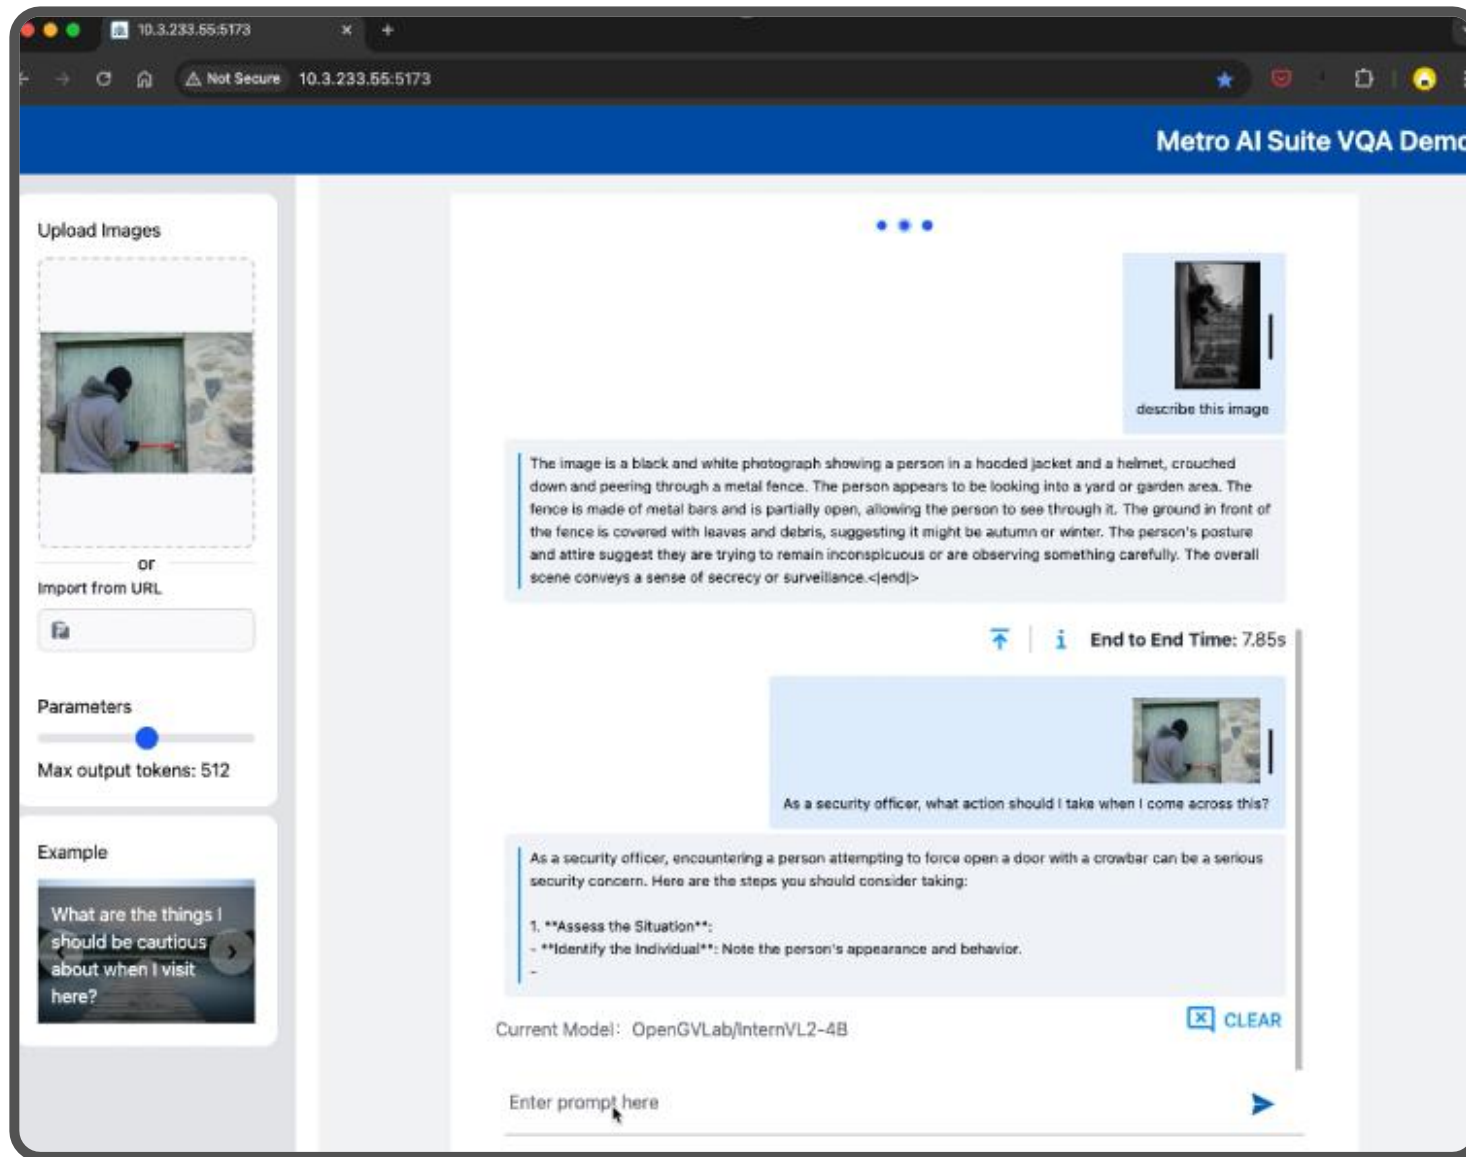 10.3.233.55:5173
Not Secure 10.3.233.55:5173
Metro AI Suite VQA Demo
Upload Images
or
Import from URL
Parameters
Max output tokens: 512
Example
What are the things I
should be cautious
about when I visit
here?
describe this image
The image is a black and white photograph showing a person in a hooded jacket and a helmet, crouched
down and peering through a metal fence. The person appears to be looking into a yard or garden area. The
fence is made of metal bars and is partially open, allowing the person to see through it. The ground in front of
the fence is covered with leaves and debris, suggesting it might be autumn or winter. The person's posture
and attire suggest they are trying to remain inconspicuous or are observing something carefully. The overall
scene conveys a sense of secrecy or surveillance.<|end|>
End to End Time: 7.85s
As a security officer, what action should I take when I come across this?
As a security officer, encountering a person attempting to force open a door with a crowbar can be a serious
security concern. Here are the steps you should consider taking:
1. **Assess the Situation**:
- **Identify the Individual**: Note the person's appearance and behavior.
-
Current Model: OpenGVLab/InternVL2-4B
CLEAR
Enter prompt here